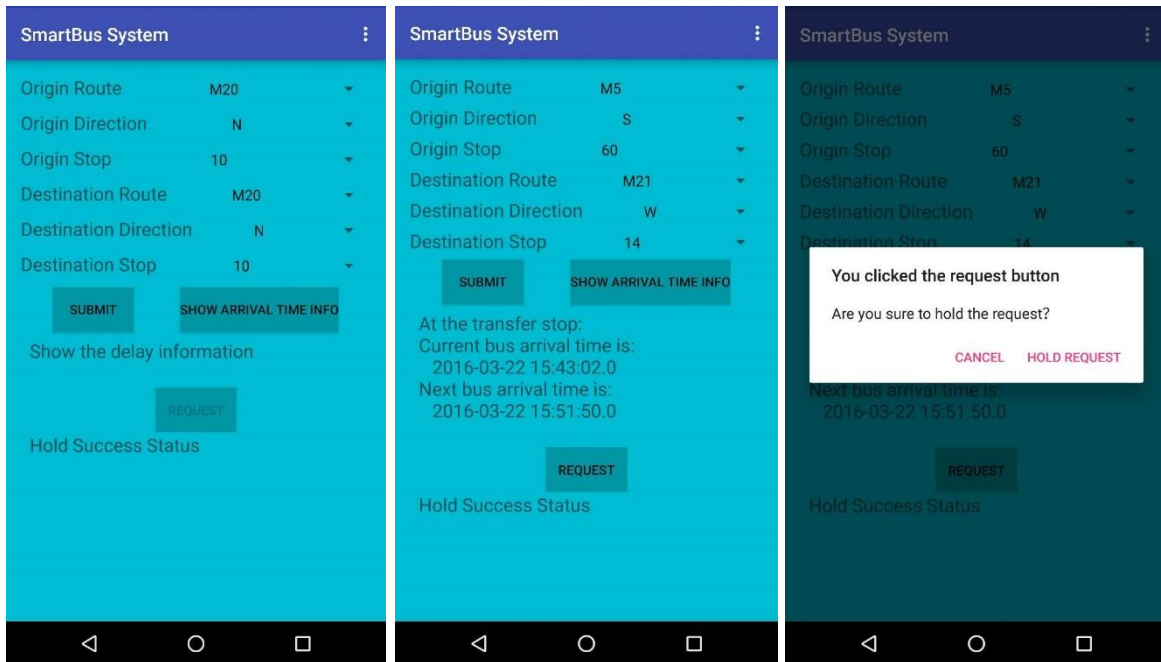 SmartBus System
Origin Route M20
Origin Direction N
Origin Stop 10
Destination Route M20
Destination Direction N
Destination Stop 10
SUBMIT SHOW ARRIVAL TIME INFO
Show the delay information
REQUEST
Hold Success Status
SmartBus System
Origin Route M5
Origin Direction S
Origin Stop 60
Destination Route M21
Destination Direction W
Destination Stop 14
SUBMIT SHOW ARRIVAL TIME INFO
At the transfer stop:
Current bus arrival time is:
2016-03-22 15:43:02.0
Next bus arrival time is:
2016-03-22 15:51:50.0
REQUEST
Hold Success Status
SmartBus System
Origin Route M5
Origin Direction S
Origin Stop 60
Destination Route M21
Destination Direction W
Destination Stop 14
You clicked the request button
Are you sure to hold the request?
CANCEL HOLD REQUEST
Next bus arrival time is:
2016-03-22 15:51:50.0
REQUEST
Hold Success Status